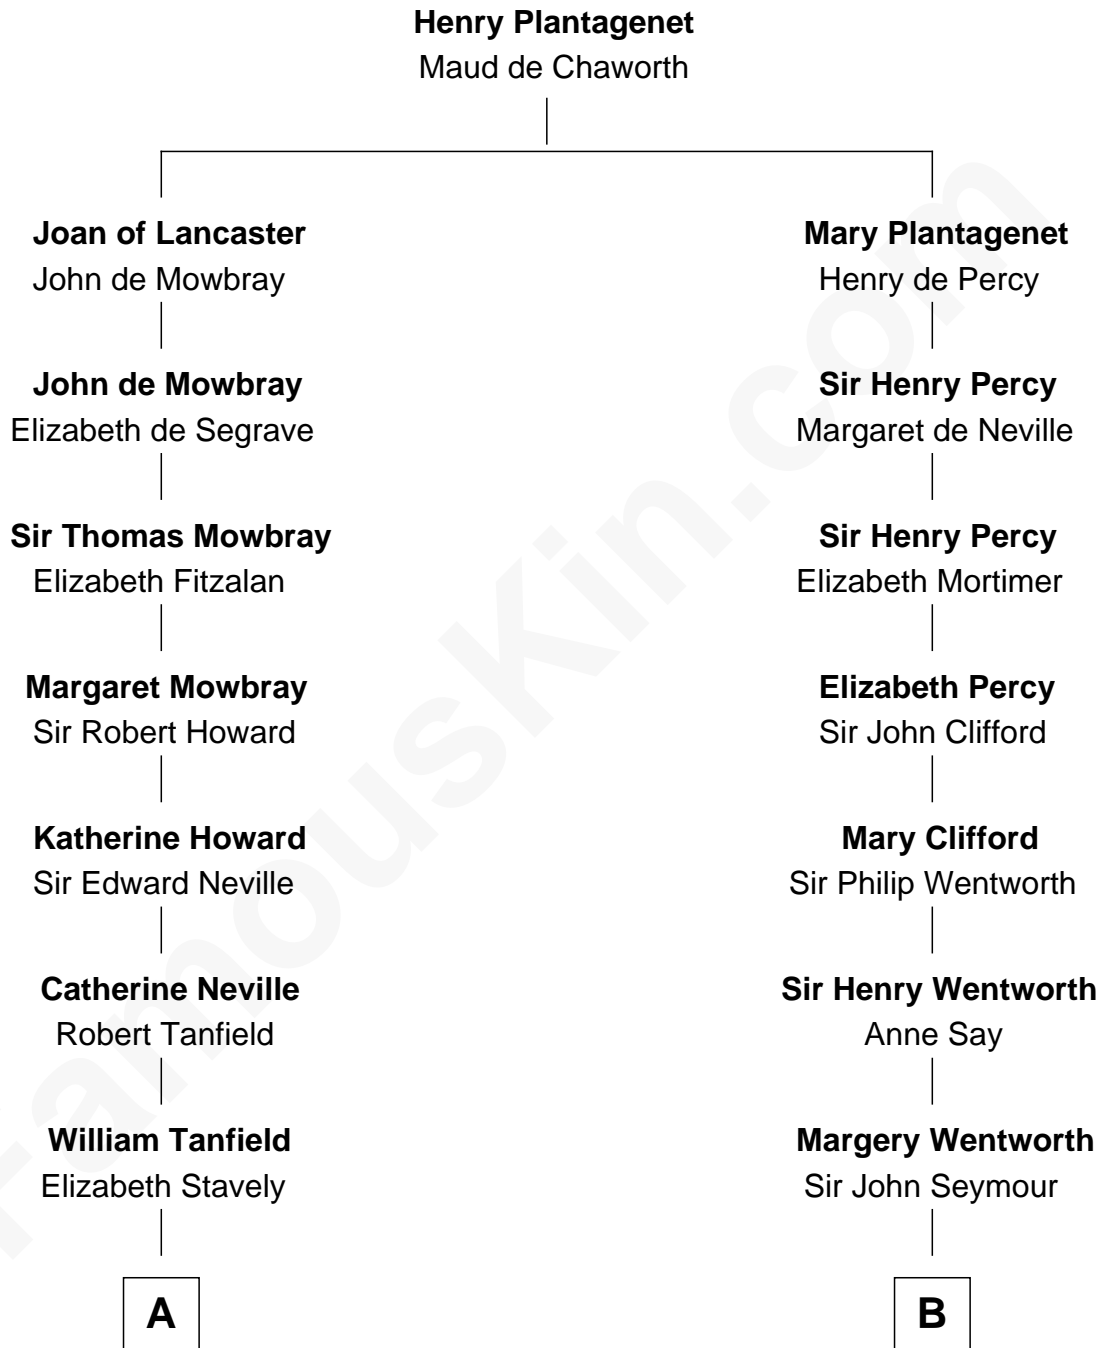 Henry Plantagenet
Maud de Chaworth
Joan of Lancaster
John de Mowbray
Mary Plantagenet
Henry de Percy
John de Mowbray
Elizabeth de Segrave
Sir Henry Percy
Margaret de Neville
Sir Thomas Mowbray
Elizabeth Fitzalan
Sir Henry Percy
Elizabeth Mortimer
Margaret Mowbray
Sir Robert Howard
Elizabeth Percy
Sir John Clifford
Katherine Howard
Sir Edward Neville
Mary Clifford
Sir Philip Wentworth
Catherine Neville
Robert Tanfield
Sir Henry Wentworth
Anne Say
William Tanfield
Elizabeth Stavely
Margery Wentworth
Sir John Seymour
A
B
FamousKin.com